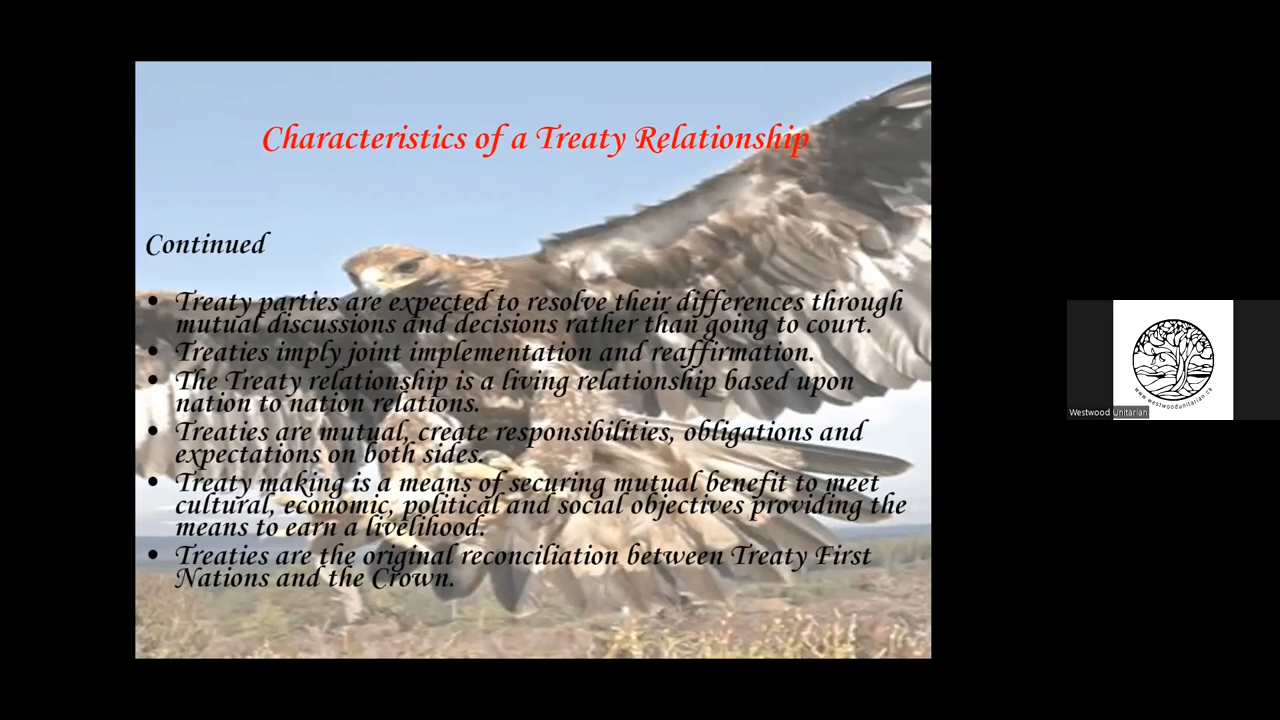 Characteristics of a Treaty Relationship
Continued
• Treaty parties are expected to resolve their differences through
mutual discussions and decisions rather than going to court.
• Treaties imply joint implementation and reaffirmation.
• The Treaty relationship is a living relationship based upon
nation to nation relations.
• Treaties are mutual, create responsibilities, obligations and
expectations on both sides.
• Treaty making is a means of securing mutual benefit to meet
cultural, economic, political and social objectives providing the
means to earn a livelihood.
• Treaties are the original reconciliation between Treaty First
Nations and the Crown.
www.westwoodunitarian.ca
Westwood Unitarian